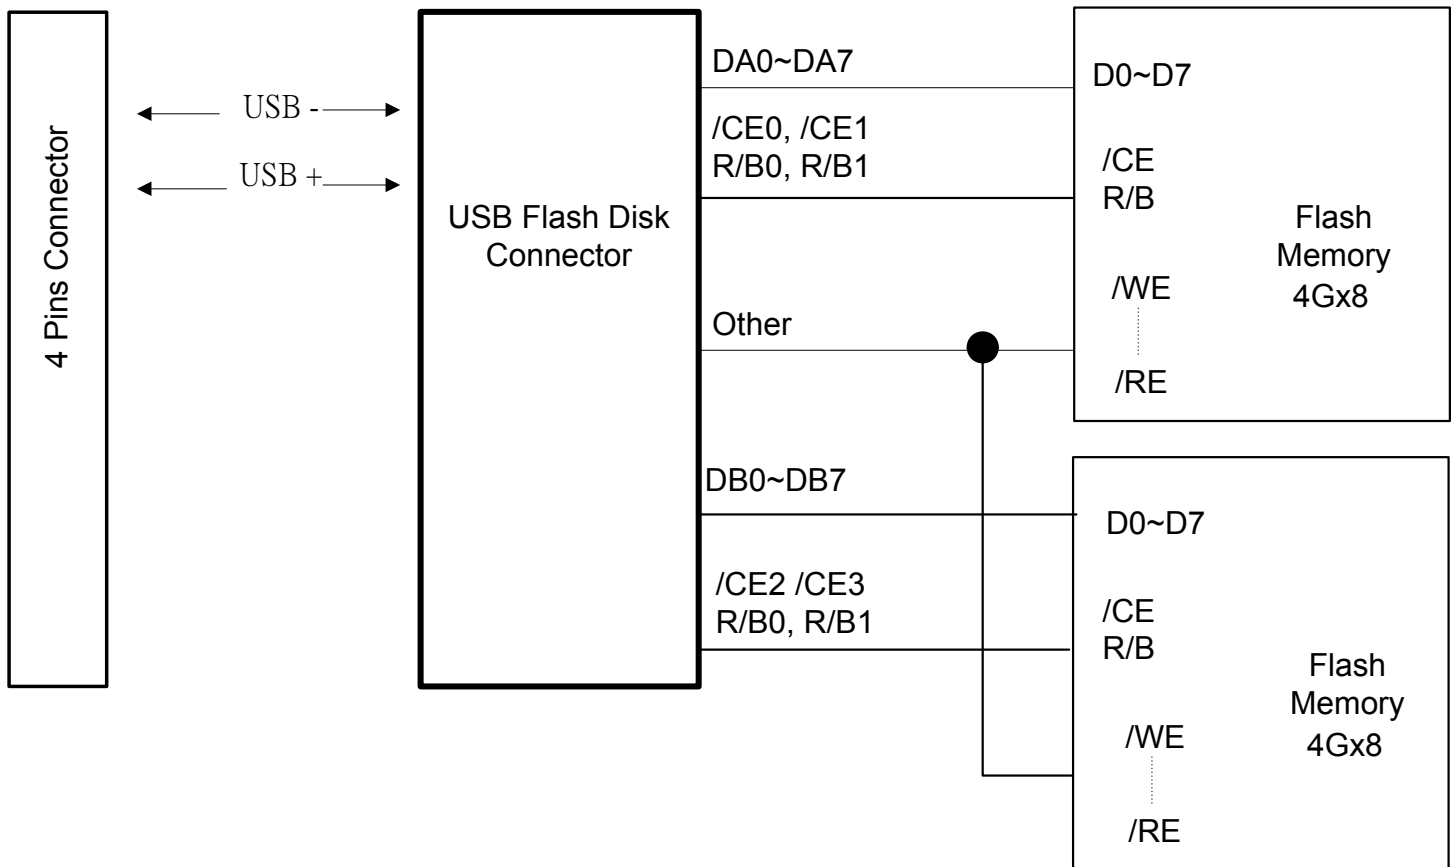 4 Pins Connector
USB -
USB +
USB Flash Disk
Connector
DA0~DA7
/CE0, /CE1
R/B0, R/B1
Other
DB0~DB7
/CE2 /CE3
R/B0, R/B1
D0~D7
/CE
R/B
/WE
/RE
Flash
Memory
4Gx8
D0~D7
/CE
R/B
/WE
/RE
Flash
Memory
4Gx8